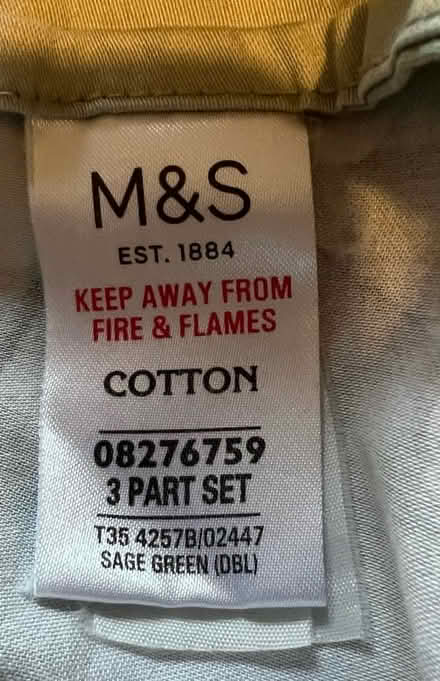 M&S
EST. 1884
KEEP AWAY FROM
FIRE & FLAMES
COTTON
08276759
3 PART SET
T35 4257B/02447
SAGE GREEN (DBL)